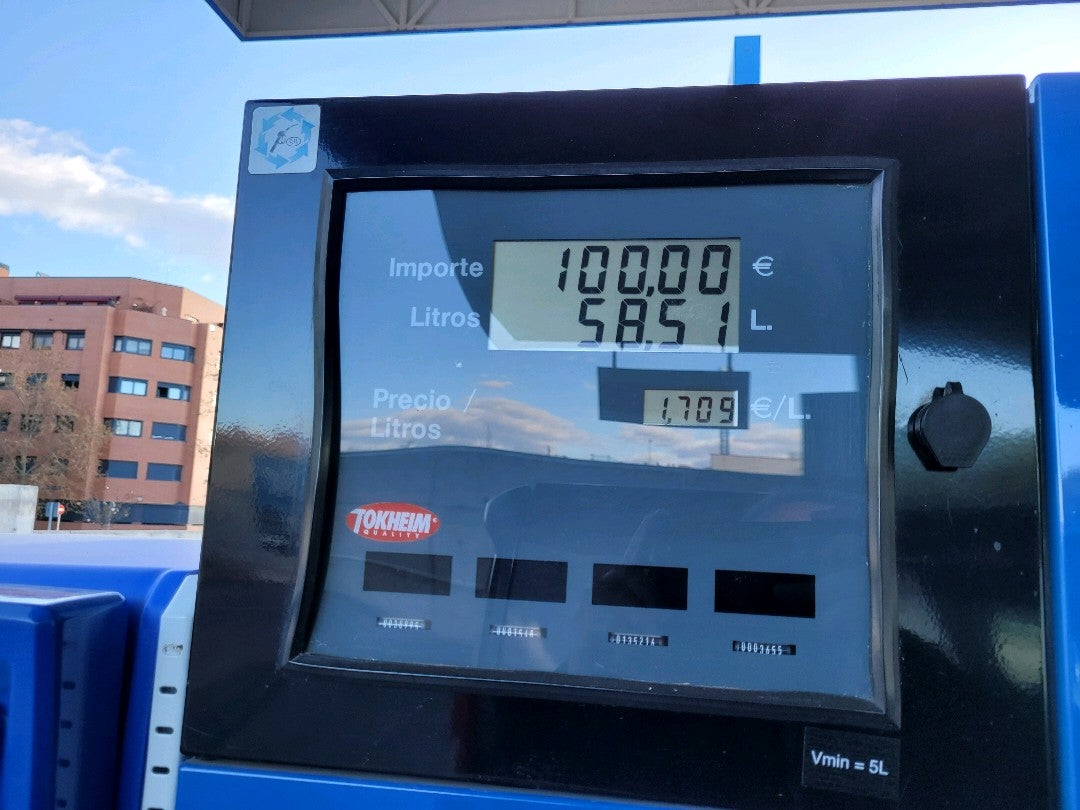 Importe 100,00 €
Litros 58,51 L.
Precio / 1,709 €/L.
Litros
TOKHEIM
QUALITY
Vmin = 5L